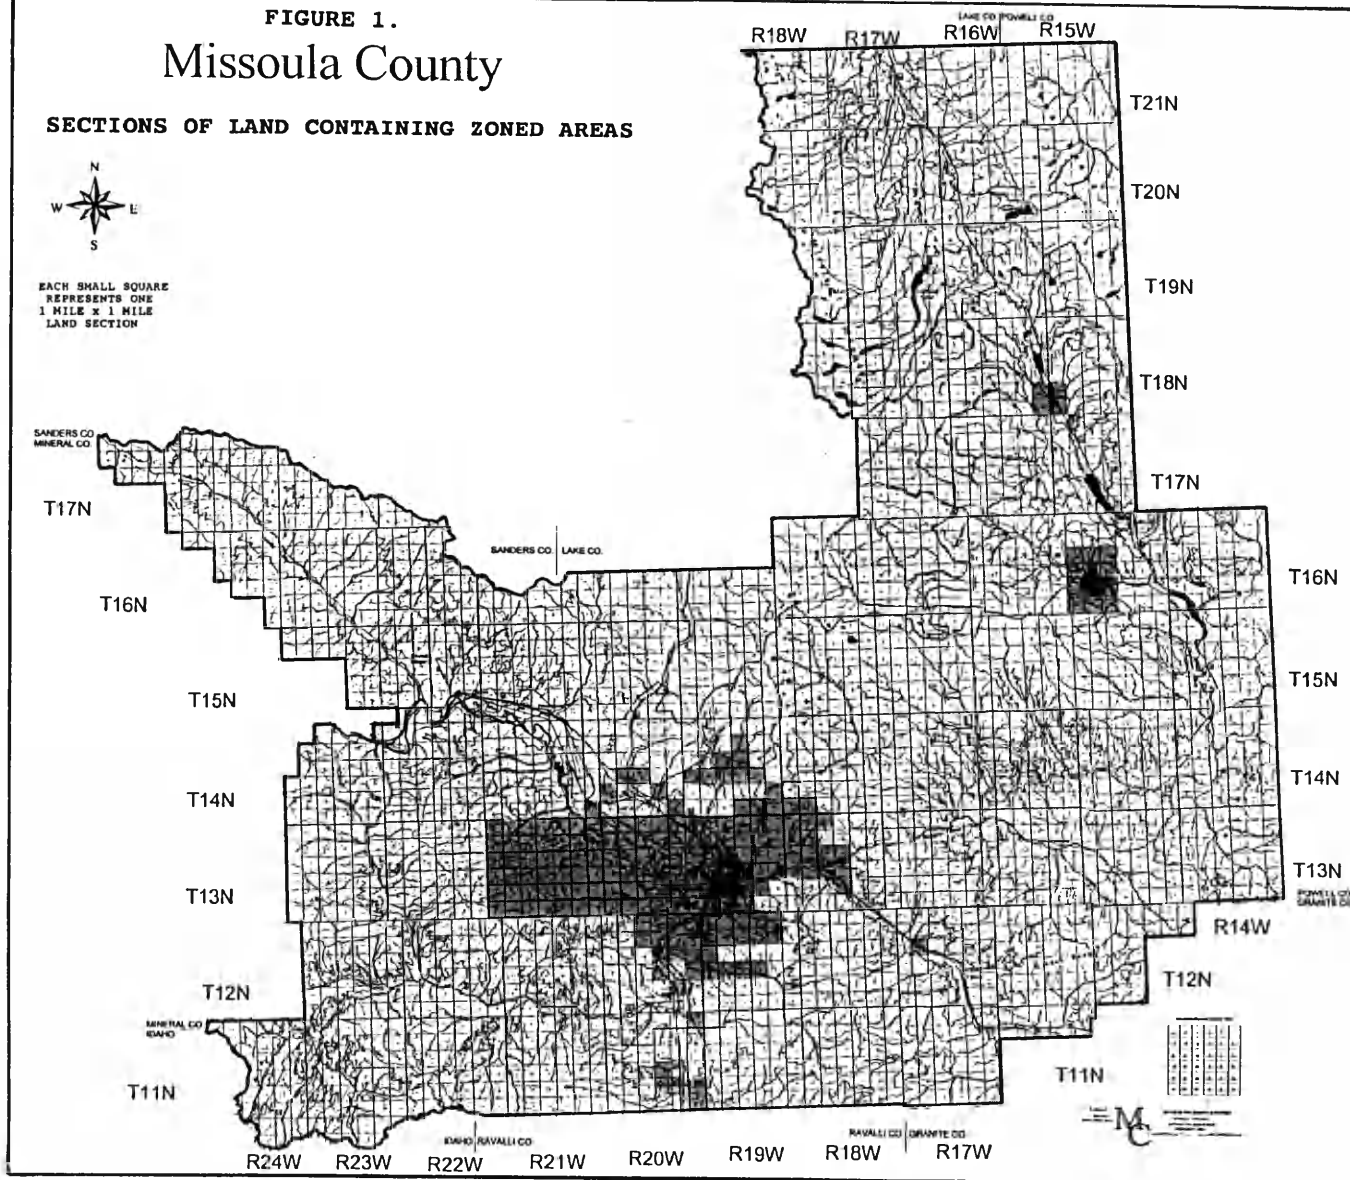 FIGURE 1.
Missoula County
SECTIONS OF LAND CONTAINING ZONED AREAS
N
W E
S
EACH SMALL SQUARE
REPRESENTS ONE
1 MILE x 1 MILE
LAND SECTION
LAKE CO. POWELL CO.
R18W R17W R16W R15W
T21N
T20N
T19N
T18N
T17N
SANDERS CO.
MINERAL CO.
T17N
SANDERS CO. LAKE CO.
T16N
T16N
T15N
T15N
T14N
T14N
T13N
T13N
POWELL CO.
GRANITE CO.
R14W
T12N
T12N
MINERAL CO.
IDAHO
T11N
T11N
MC
IDAHO RAVALLI CO.
RAVALLI CO. GRANITE CO.
R24W R23W R22W R21W R20W R19W R18W R17W